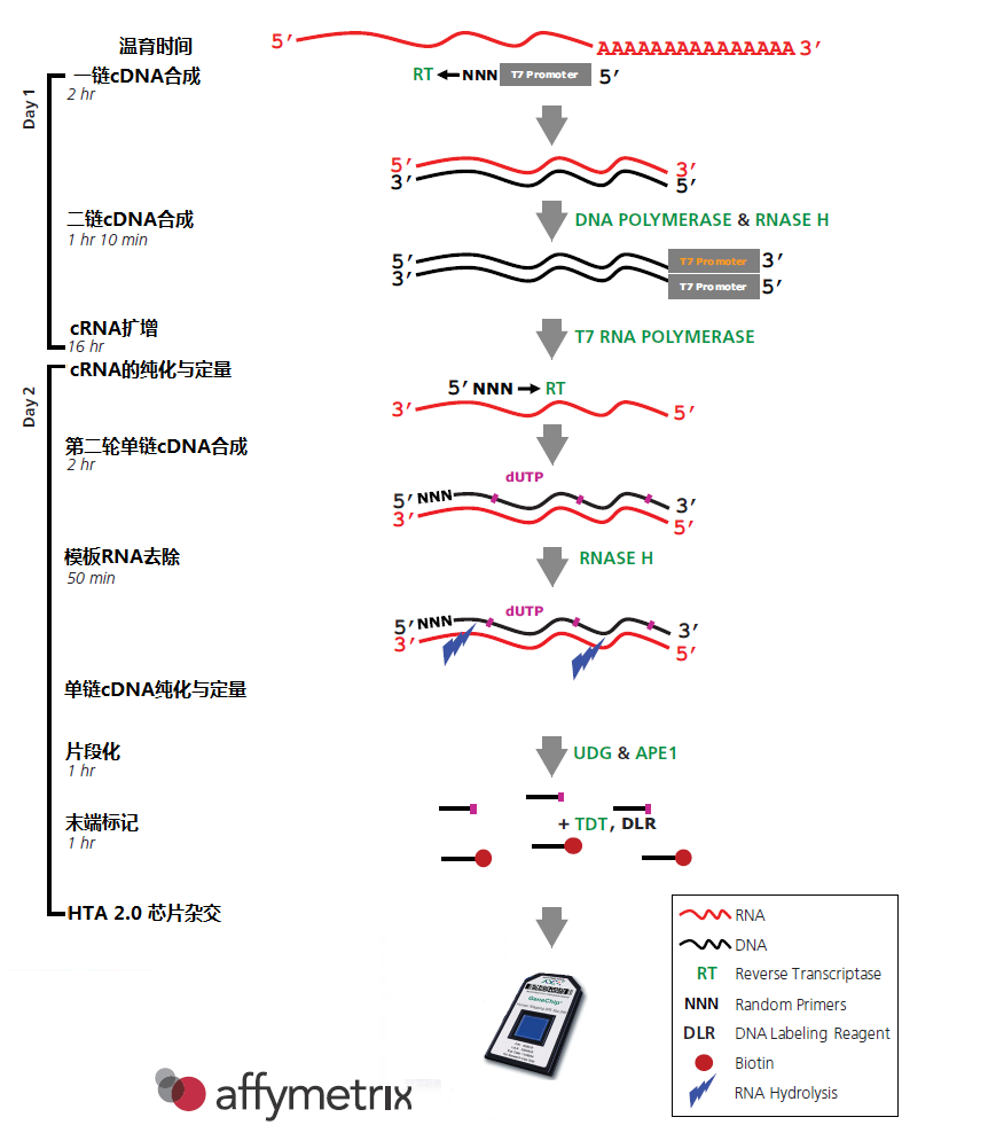 温育时间
5′ AAAAAAAAAAAAAAA 3′
RT NNN T7 Promoter 5′
Day 1
一链cDNA合成
2 hr
5′ 3′
3′ 5′
二链cDNA合成
1 hr 10 min
DNA POLYMERASE & RNASE H
5′ T7 Promoter 3′
3′ T7 Promoter 5′
cRNA扩增
16 hr
T7 RNA POLYMERASE
Day 2
cRNA的纯化与定量
5′ NNN RT
3′ 5′
第二轮单链cDNA合成
2 hr
dUTP
5′ NNN 3′
3′ 5′
模板RNA去除
50 min
RNASE H
dUTP
5′ NNN 3′
3′ 5′
单链cDNA纯化与定量
片段化
1 hr
UDG & APE1
末端标记
1 hr
+ TDT, DLR
HTA 2.0 芯片杂交
GeneChip
RNA
DNA
RT Reverse Transcriptase
NNN Random Primers
DLR DNA Labeling Reagent
Biotin
RNA Hydrolysis
affymetrix